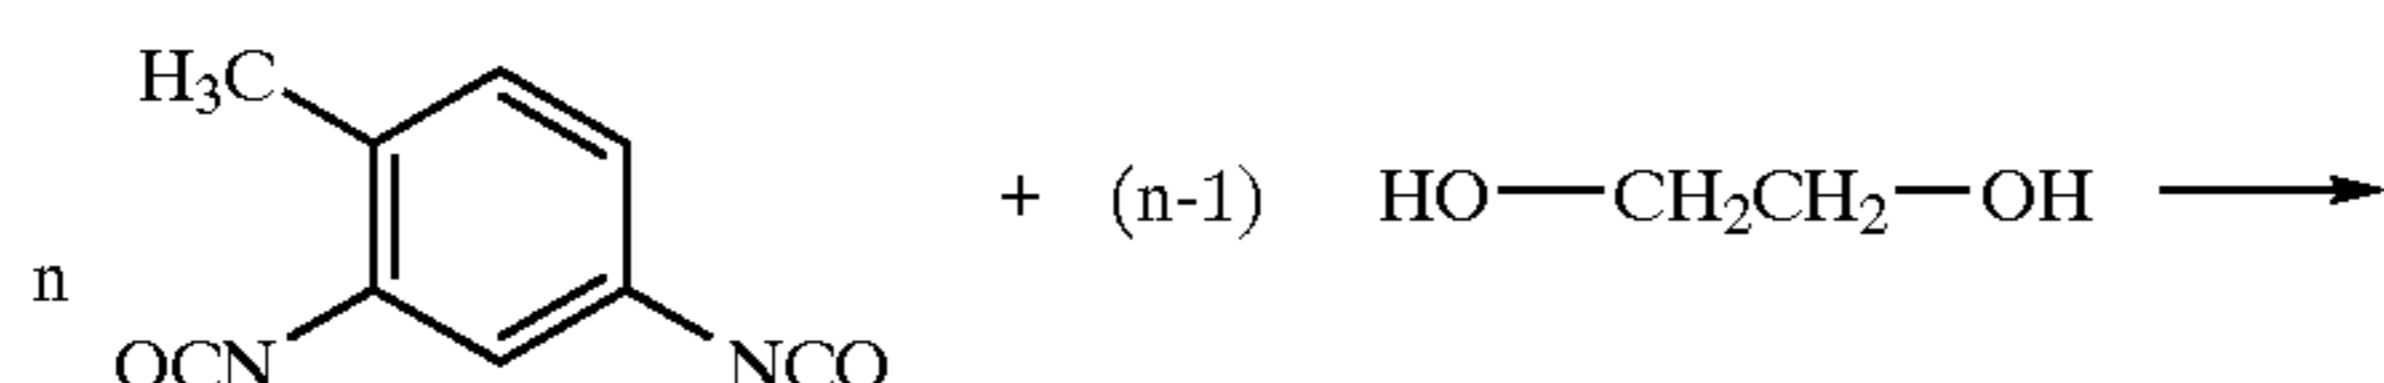 H₃C
+ (n-1) HO—CH₂CH₂—OH
n
OCN NCO